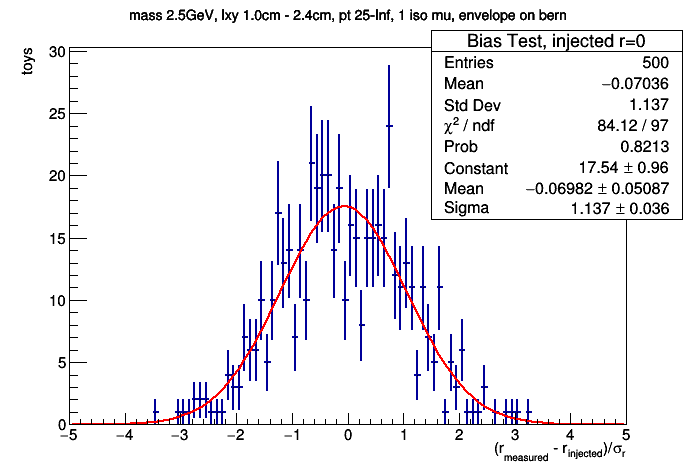 mass 2.5GeV, lxy 1.0cm - 2.4cm, pt 25-Inf, 1 iso mu, envelope on bern
toys
30
25
20
15
10
5
0
Bias Test, injected r=0
Entries 500
Mean −0.07036
Std Dev 1.137
χ² / ndf 84.12 / 97
Prob 0.8213
Constant 17.54 ± 0.96
Mean −0.06982 ± 0.05087
Sigma 1.137 ± 0.036
−5 −4 −3 −2 −1 0 1 2 3 4 5
(r_measured - r_injected)/σ_r